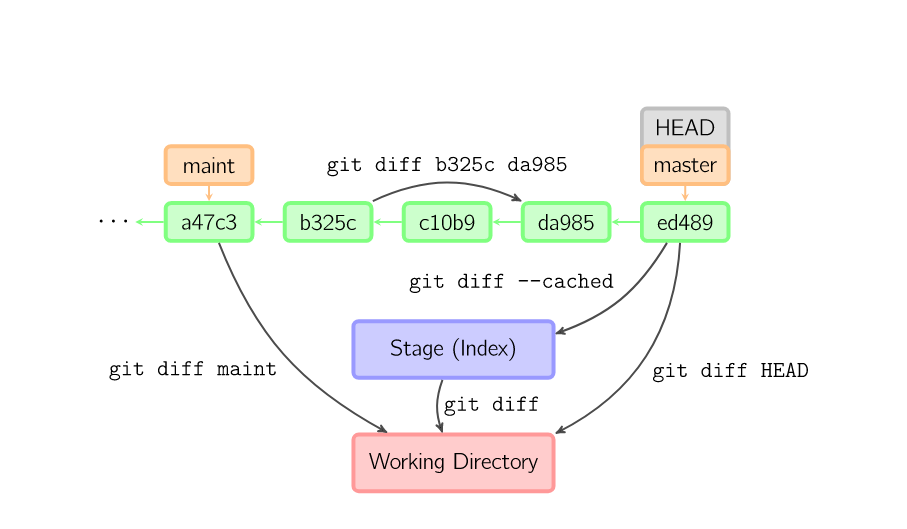 HEAD
maint
git diff b325c da985
master
...
a47c3
b325c
c10b9
da985
ed489
git diff --cached
Stage (Index)
git diff maint
git diff HEAD
git diff
Working Directory